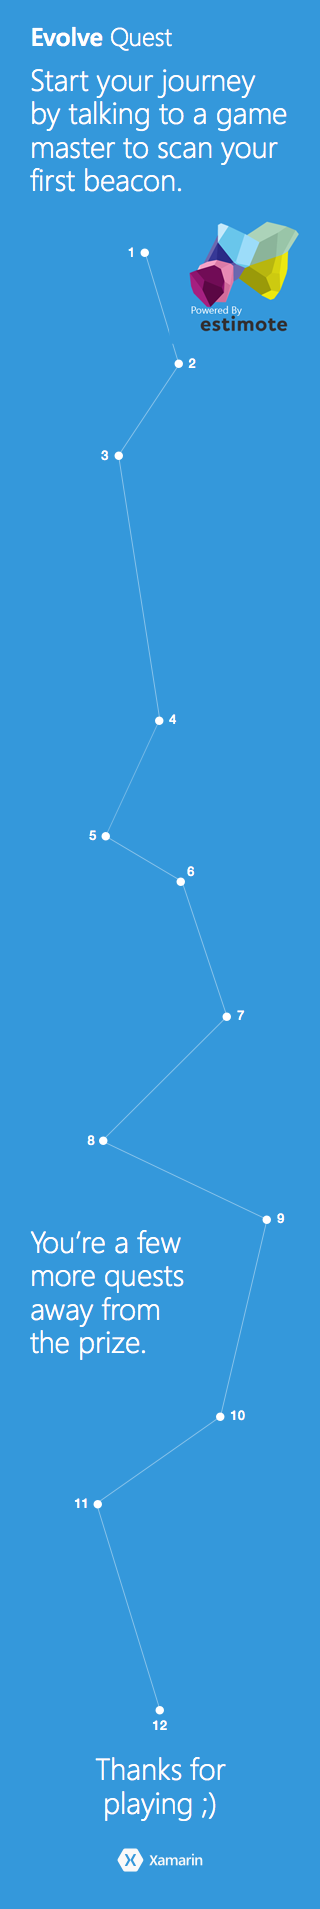 Evolve Quest
Start your journey
by talking to a game
master to scan your
first beacon.
1
Powered By
estimote
2
3
4
5
6
7
8
9
You're a few
more quests
away from
the prize.
10
11
12
Thanks for
playing ;)
X Xamarin